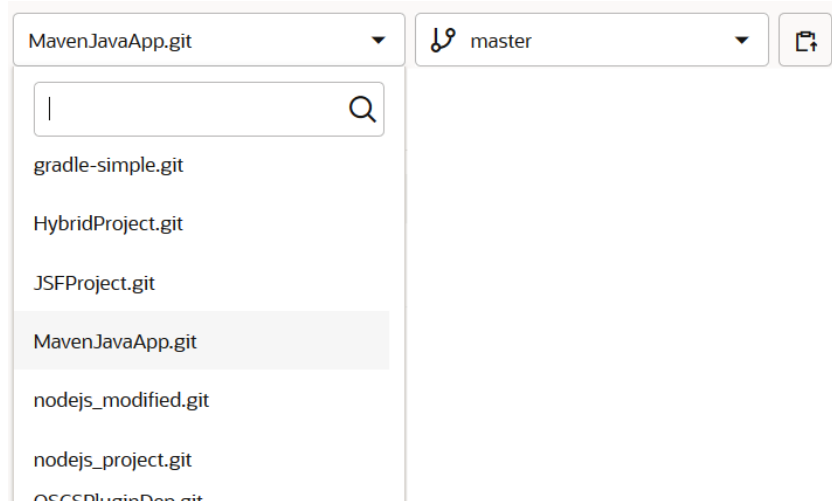 MavenJavaApp.git
master
gradle-simple.git
HybridProject.git
JSFProject.git
MavenJavaApp.git
nodejs_modified.git
nodejs_project.git